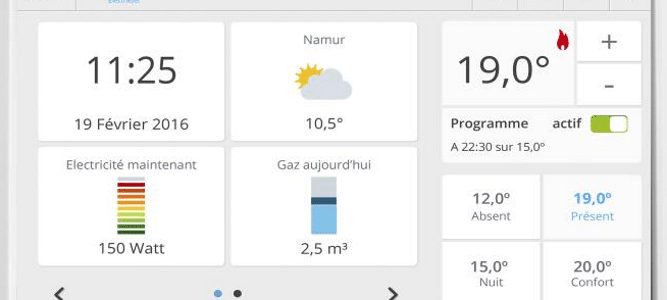 11:25
19 Février 2016
Namur
10,5°
Electricité maintenant
150 Watt
Gaz aujourd'hui
2,5 m³
19,0°
+
-
Programme actif
A 22:30 sur 15,0°
12,0°
Absent
19,0°
Présent
15,0°
Nuit
20,0°
Confort